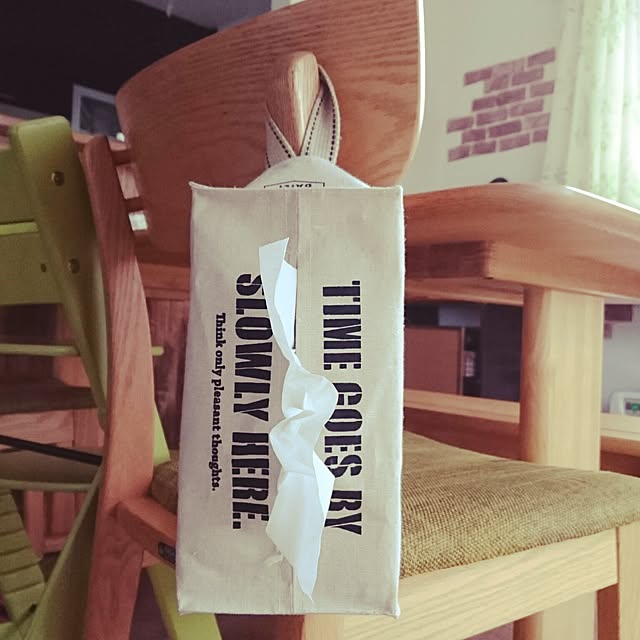 TIME GOES BY
SLOWLY HERE.
Think only pleasant thoughts.